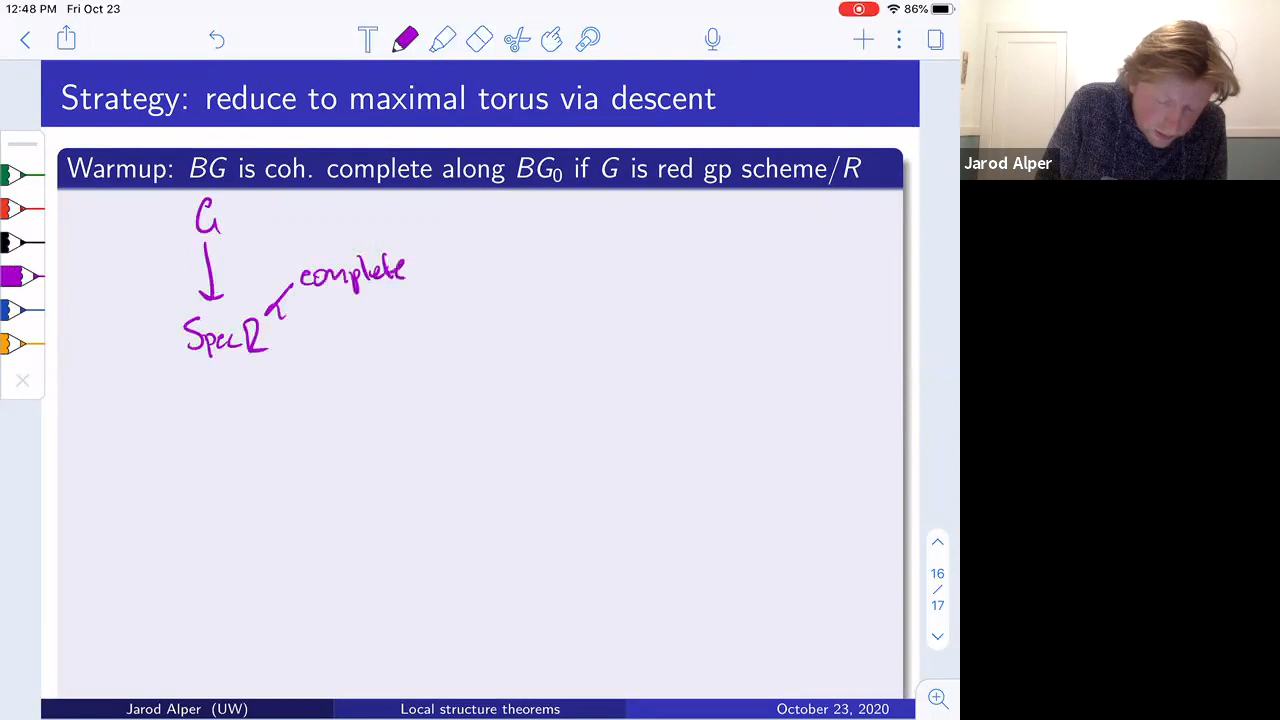 12:48 PM Fri Oct 23
86%
Strategy: reduce to maximal torus via descent
Warmup: BG is coh. complete along BG₀ if G is red gp scheme/R
G
complete
Spec R
Jarod Alper
16
/
17
Jarod Alper (UW) Local structure theorems October 23, 2020